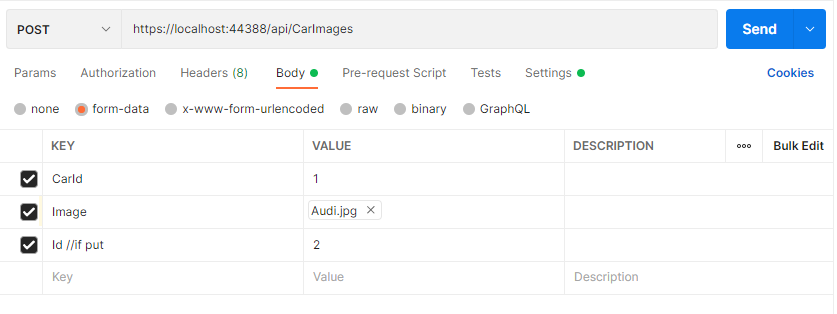 POST https://localhost:44388/api/CarImages Send
Params Authorization Headers (8) Body Pre-request Script Tests Settings Cookies
none form-data x-www-form-urlencoded raw binary GraphQL
KEY VALUE DESCRIPTION Bulk Edit
CarId 1
Image Audi.jpg
Id //if put 2
Key Value Description